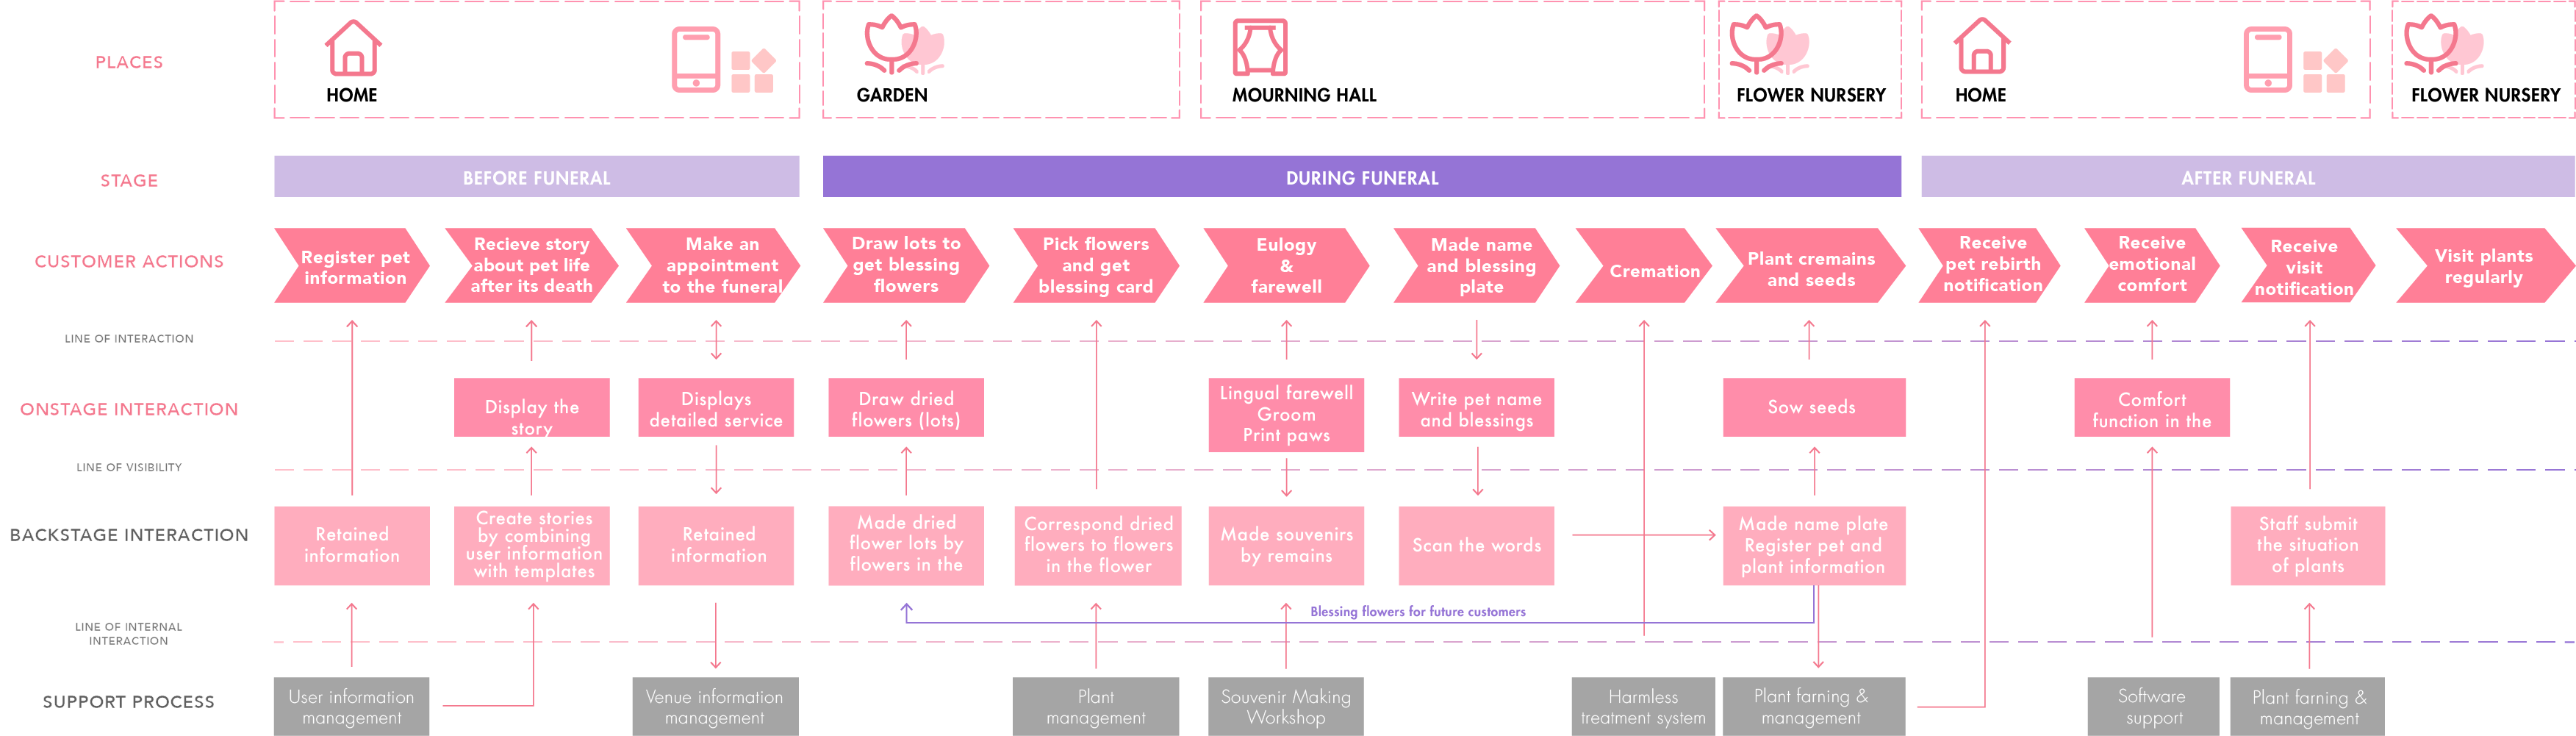 PLACES
HOME
GARDEN
MOURNING HALL
FLOWER NURSERY
HOME
FLOWER NURSERY
STAGE
BEFORE FUNERAL
DURING FUNERAL
AFTER FUNERAL
CUSTOMER ACTIONS
Register pet
information
Recieve story
about pet life
after its death
Make an
appointment
to the funeral
Draw lots to
get blessing
flowers
Pick flowers
and get
blessing card
Eulogy
&
farewell
Made name
and blessing
plate
Cremation
Plant cremains
and seeds
Receive
pet rebirth
notification
Receive
emotional
comfort
Receive
visit
notification
Visit plants
regularly
LINE OF INTERACTION
ONSTAGE INTERACTION
Display the
story
Displays
detailed service
Draw dried
flowers (lots)
Lingual farewell
Groom
Print paws
Write pet name
and blessings
Sow seeds
Comfort
function in the
LINE OF VISIBILITY
BACKSTAGE INTERACTION
Retained
information
Create stories
by combining
user information
with templates
Retained
information
Made dried
flower lots by
flowers in the
Correspond dried
flowers to flowers
in the flower
Made souvenirs
by remains
Scan the words
Made name plate
Register pet and
plant information
Staff submit
the situation
of plants
Blessing flowers for future customers
LINE OF INTERNAL
INTERACTION
SUPPORT PROCESS
User information
management
Venue information
management
Plant
management
Souvenir Making
Workshop
Harmless
treatment system
Plant farning &
management
Software
support
Plant farning &
management